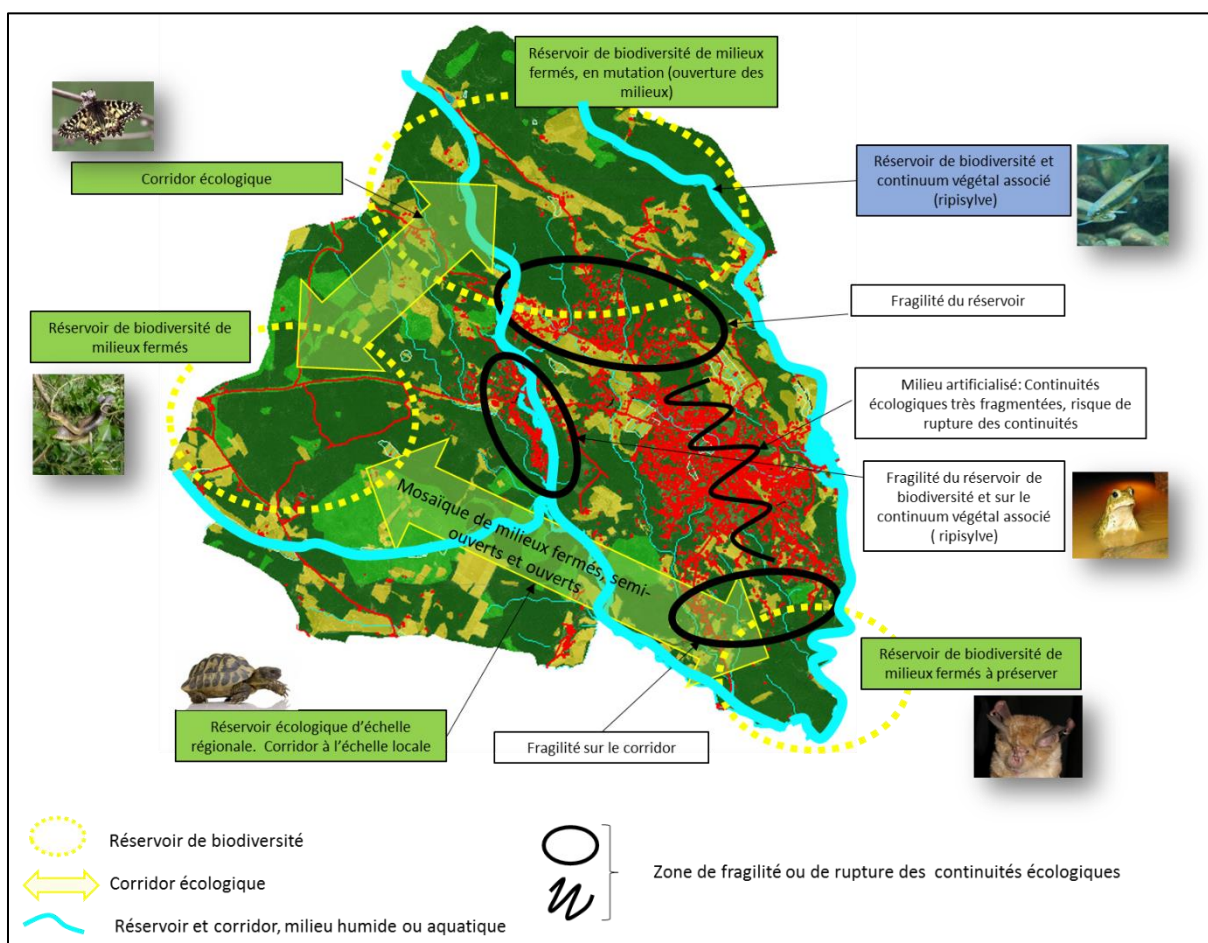 Réservoir de biodiversité de milieux
fermés, en mutation (ouverture des
milieux)
Corridor écologique
Réservoir de biodiversité et
continuum végétal associé
(ripisylve)
Fragilité du réservoir
Réservoir de biodiversité de
milieux fermés
Milieu artificialisé: Continuités
écologiques très fragmentées, risque de
rupture des continuités
Fragilité du réservoir de
biodiversité et sur le
continuum végétal associé
( ripisylve)
Mosaïque de milieux fermés, semi-
ouverts et ouverts
Réservoir de biodiversité de
milieux fermés à préserver
Réservoir écologique d’échelle
régionale. Corridor à l’échelle locale
Fragilité sur le corridor
Réservoir de biodiversité
Corridor écologique
Réservoir et corridor, milieu humide ou aquatique
Zone de fragilité ou de rupture des continuités écologiques